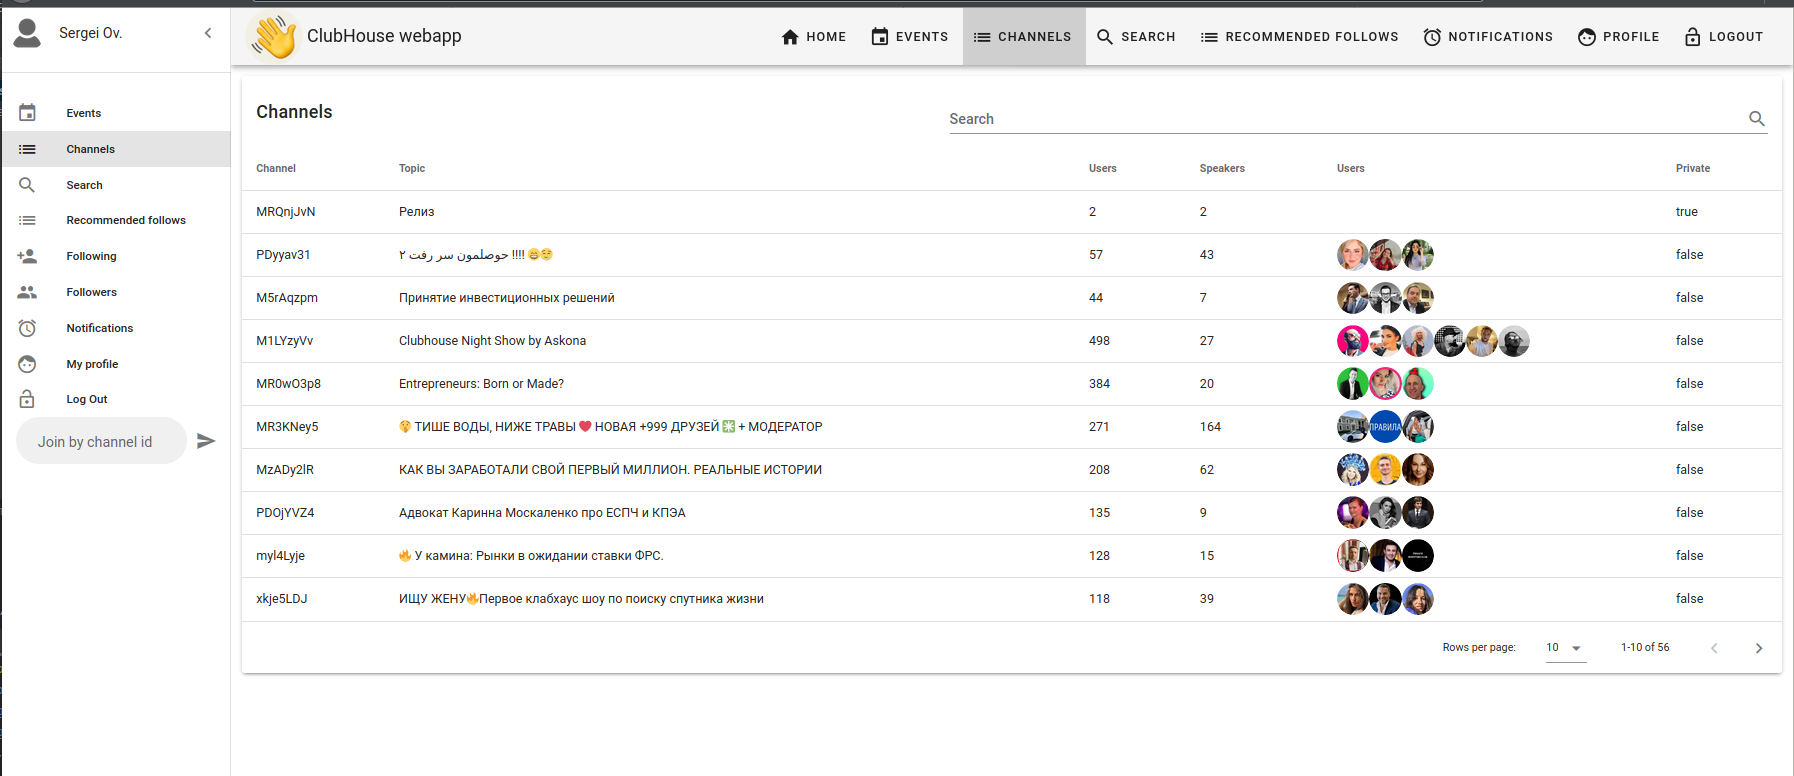 Sergei Ov.
ClubHouse webapp
HOME EVENTS CHANNELS SEARCH RECOMMENDED FOLLOWS NOTIFICATIONS PROFILE LOGOUT
Events
Channels
Search
Recommended follows
Following
Followers
Notifications
My profile
Log Out
Join by channel id
Channels
Search
Channel Topic Users Speakers Users Private
MRQnjJvN Релиз 2 2 true
PDyyav31 حوصلمون سر رفت ۲ !!!! 😄😌 57 43 false
M5rAqzpm Принятие инвестиционных решений 44 7 false
M1LYzyVv Clubhouse Night Show by Askona 498 27 false
MR0wO3p8 Entrepreneurs: Born or Made? 384 20 false
MR3KNey5 🤫 ТИШЕ ВОДЫ, НИЖЕ ТРАВЫ ❤️ НОВАЯ +999 ДРУЗЕЙ ✳️ + МОДЕРАТОР 271 164 ПРАВИЛА false
MzADy2lR КАК ВЫ ЗАРАБОТАЛИ СВОЙ ПЕРВЫЙ МИЛЛИОН. РЕАЛЬНЫЕ ИСТОРИИ 208 62 false
PDOjYVZ4 Адвокат Каринна Москаленко про ЕСПЧ и КПЭА 135 9 false
myl4Lyje 🔥 У камина: Рынки в ожидании ставки ФРС. 128 15 false
xkje5LDJ ИЩУ ЖЕНУ🔥Первое клабхаус шоу по поиску спутника жизни 118 39 false
Rows per page: 10 1-10 of 56